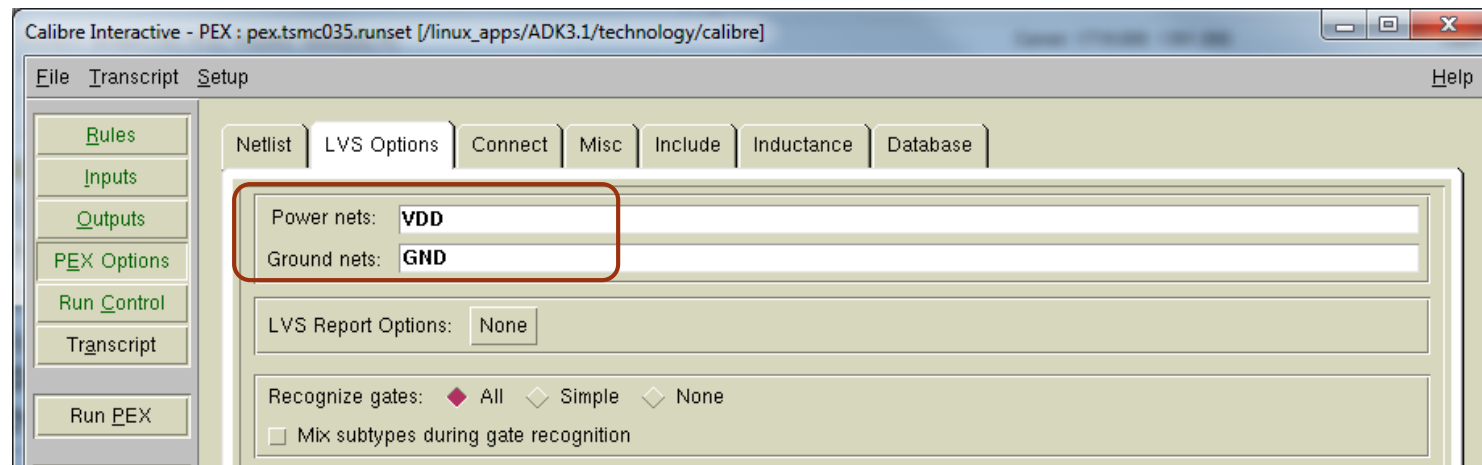 Calibre Interactive - PEX : pex.tsmc035.runset [/linux_apps/ADK3.1/technology/calibre]
File Transcript Setup Help
Rules
Inputs
Outputs
PEX Options
Run Control
Transcript
Run PEX
Netlist LVS Options Connect Misc Include Inductance Database
Power nets: VDD
Ground nets: GND
LVS Report Options: None
Recognize gates: All Simple None
Mix subtypes during gate recognition